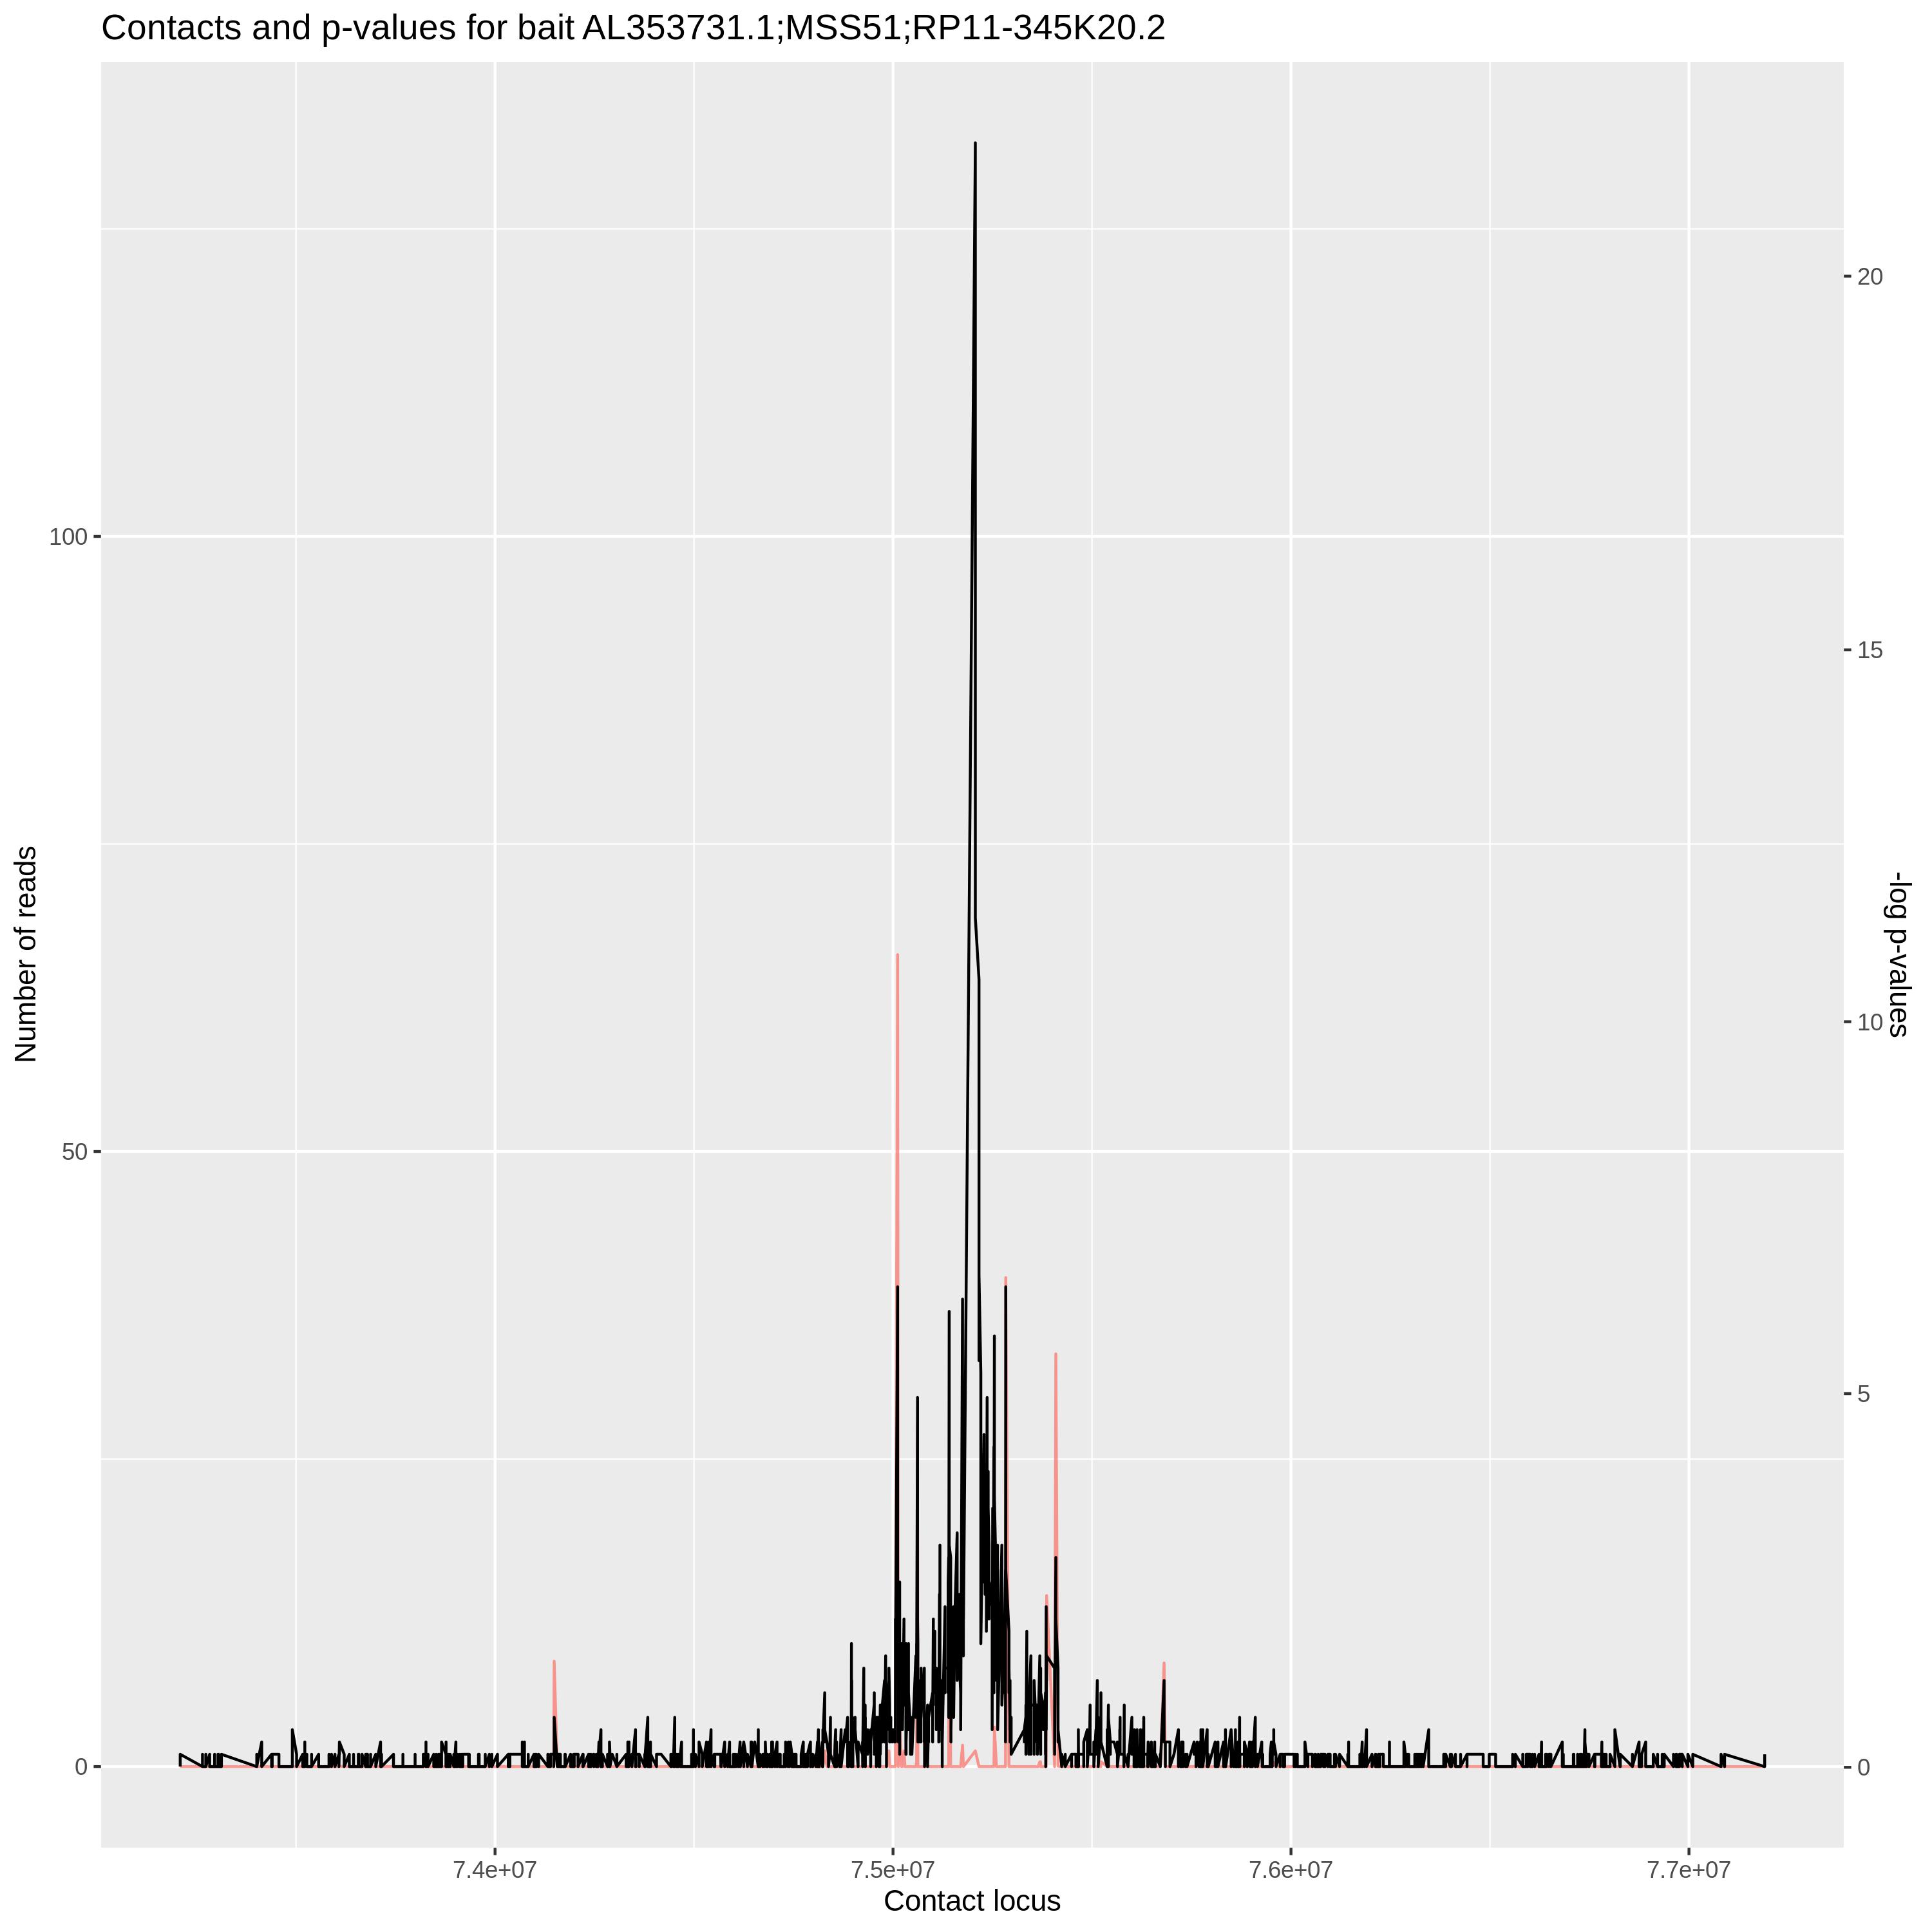 Contacts and p-values for bait AL353731.1;MSS51;RP11-345K20.2
Number of reads
100
50
0
20
15
10
5
0
-log p-values
7.4e+07
7.5e+07
7.6e+07
7.7e+07
Contact locus